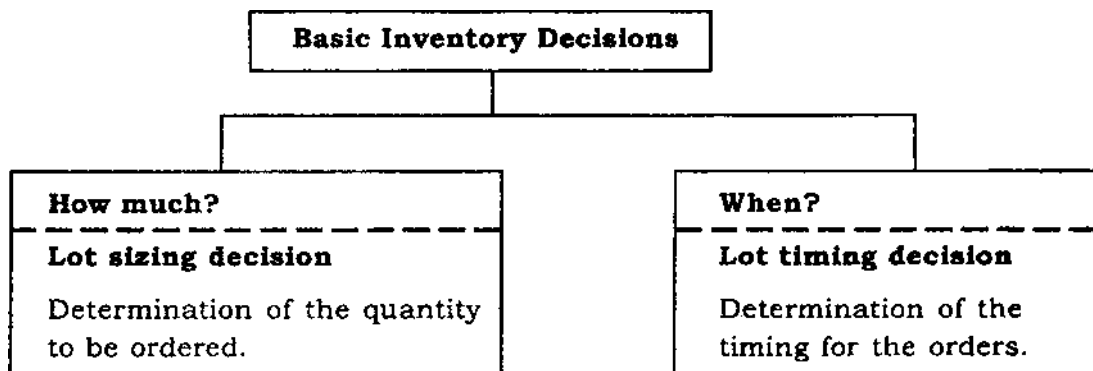 Basic Inventory Decisions
How much?
Lot sizing decision
Determination of the quantity
to be ordered.
When?
Lot timing decision
Determination of the
timing for the orders.